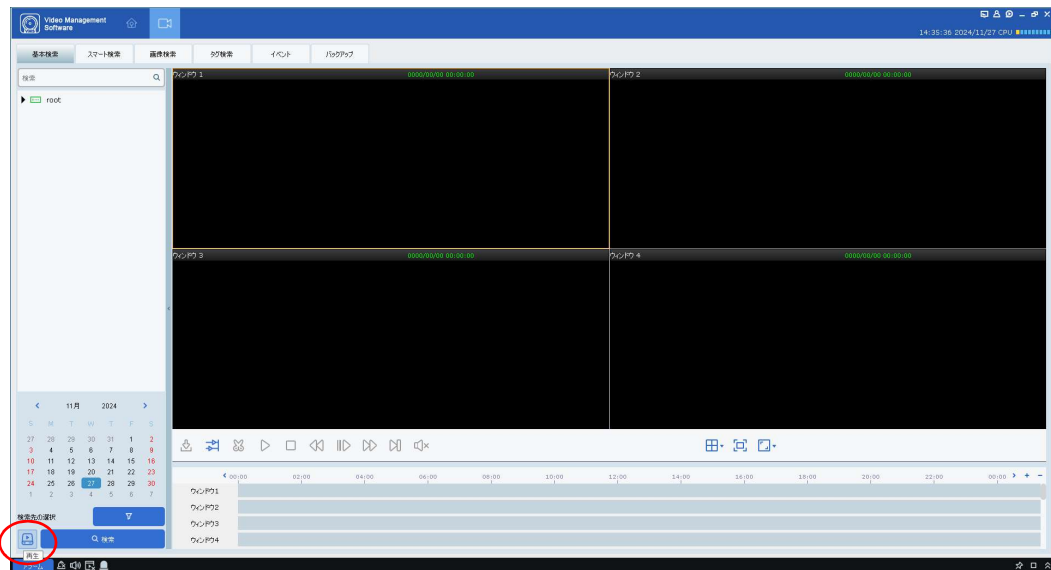 Video Management
Software
14:35:36 2024/11/27 CPU
基本検索 スマート検索 画像検索 タグ検索 イベント バックアップ
検索
root
ウィンドウ 1 0000/00/00 00:00:00
ウィンドウ 2 0000/00/00 00:00:00
ウィンドウ 3 0000/00/00 00:00:00
ウィンドウ 4 0000/00/00 00:00:00
11月 2024
S M T W T F S
27 28 29 30 31 1 2
3 4 5 6 7 8 9
10 11 12 13 14 15 16
17 18 19 20 21 22 23
24 25 26 27 28 29 30
1 2 3 4 5 6 7
00:00 02:00 04:00 06:00 08:00 10:00 12:00 14:00 16:00 18:00 20:00 22:00 00:00
ウィンドウ1
ウィンドウ2
ウィンドウ3
ウィンドウ4
検索先の選択
検索
再生